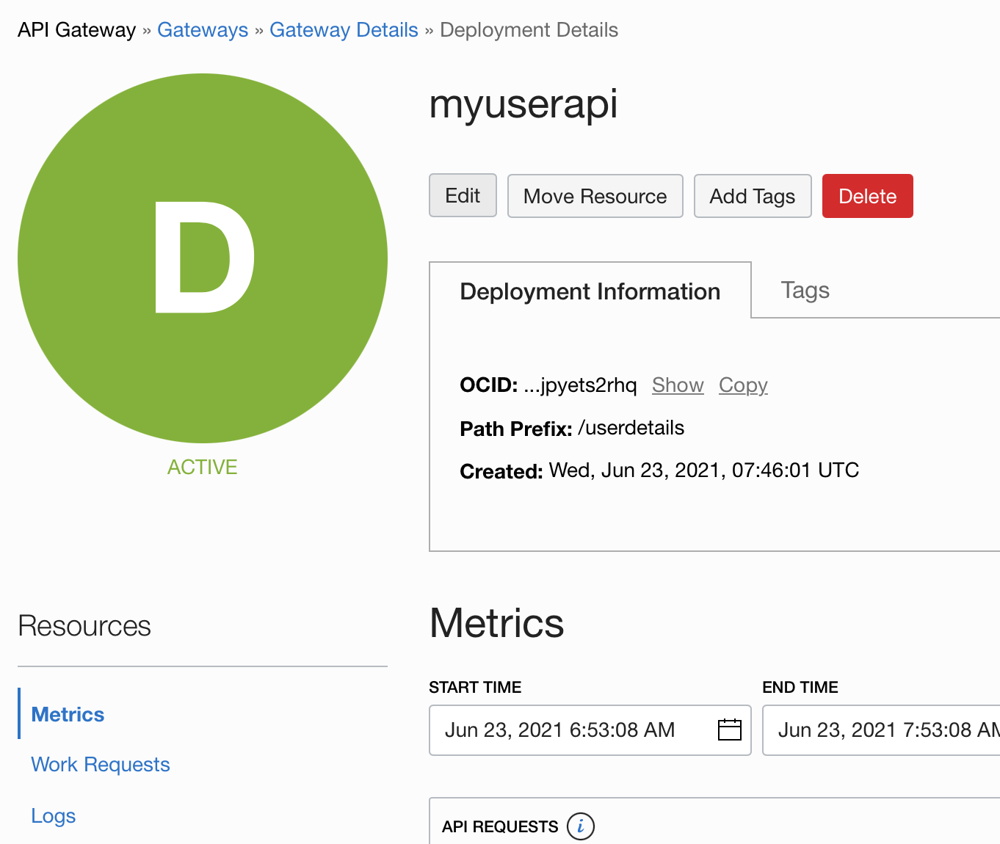 API Gateway » Gateways » Gateway Details » Deployment Details
D
ACTIVE
myuserapi
Edit Move Resource Add Tags Delete
Deployment Information Tags
OCID: ...jpyets2rhq Show Copy
Path Prefix: /userdetails
Created: Wed, Jun 23, 2021, 07:46:01 UTC
Resources
Metrics
Work Requests
Logs
Metrics
START TIME END TIME
Jun 23, 2021 6:53:08 AM Jun 23, 2021 7:53:08 AM
API REQUESTS i